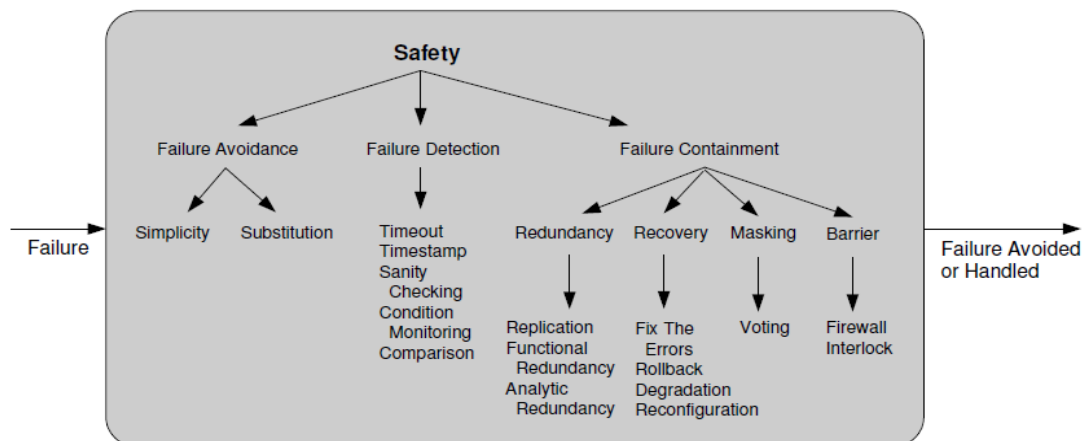 Safety
Failure Avoidance
Failure Detection
Failure Containment
Failure
Simplicity
Substitution
Timeout
Timestamp
Sanity
Checking
Condition
Monitoring
Comparison
Redundancy
Recovery
Masking
Barrier
Replication
Functional
Redundancy
Analytic
Redundancy
Fix The
Errors
Rollback
Degradation
Reconfiguration
Voting
Firewall
Interlock
Failure Avoided
or Handled